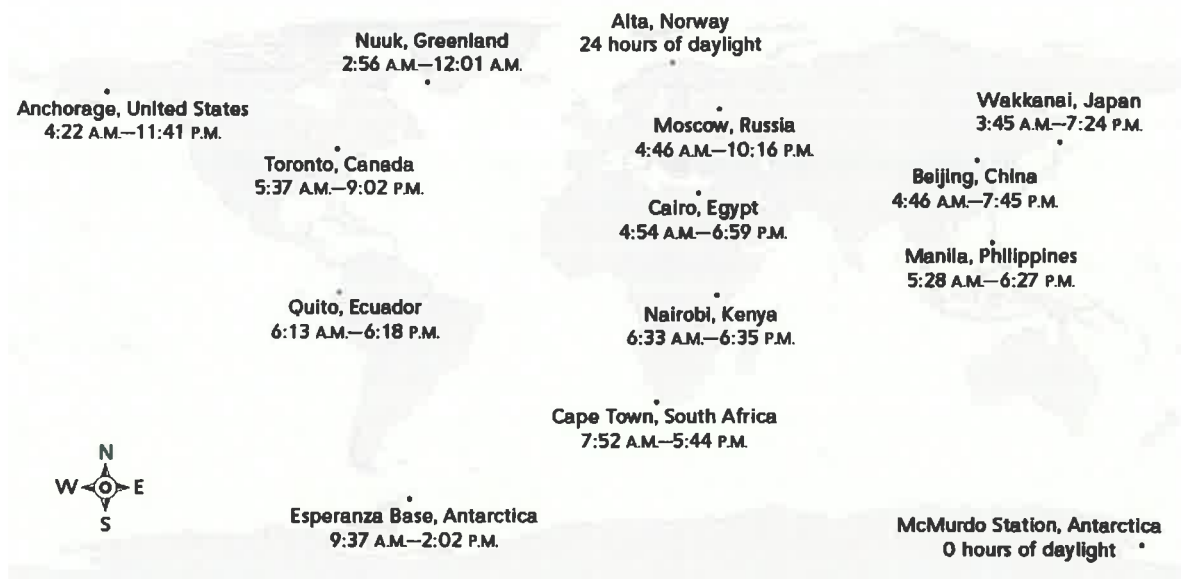 Alta, Norway
24 hours of daylight
Nuuk, Greenland
2:56 A.M.—12:01 A.M.
Anchorage, United States
4:22 A.M.—11:41 P.M.
Wakkanai, Japan
3:45 A.M.—7:24 P.M.
Moscow, Russia
4:46 A.M.—10:16 P.M.
Toronto, Canada
5:37 A.M.—9:02 P.M.
Beijing, China
4:46 A.M.—7:45 P.M.
Cairo, Egypt
4:54 A.M.—6:59 P.M.
Manila, Philippines
5:28 A.M.—6:27 P.M.
Quito, Ecuador
6:13 A.M.—6:18 P.M.
Nairobi, Kenya
6:33 A.M.—6:35 P.M.
Cape Town, South Africa
7:52 A.M.—5:44 P.M.
N
W E
S
Esperanza Base, Antarctica
9:37 A.M.—2:02 P.M.
McMurdo Station, Antarctica
0 hours of daylight